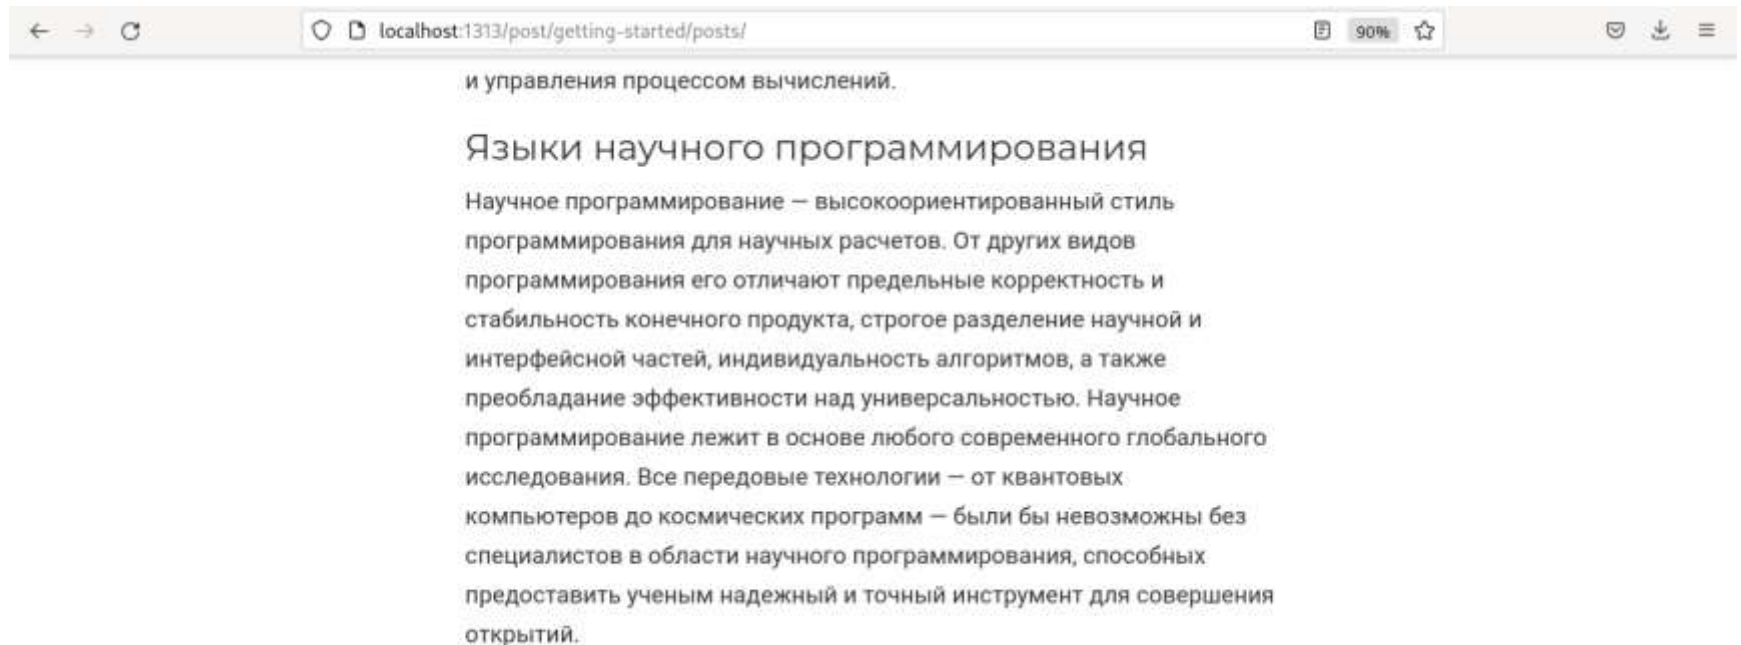 localhost:1313/post/getting-started/posts/
90%
и управления процессом вычислений.
Языки научного программирования
Научное программирование — высокоориентированный стиль
программирования для научных расчетов. От других видов
программирования его отличают предельные корректность и
стабильность конечного продукта, строгое разделение научной и
интерфейсной частей, индивидуальность алгоритмов, а также
преобладание эффективности над универсальностью. Научное
программирование лежит в основе любого современного глобального
исследования. Все передовые технологии — от квантовых
компьютеров до космических программ — были бы невозможны без
специалистов в области научного программирования, способных
предоставить ученым надежный и точный инструмент для совершения
открытий.